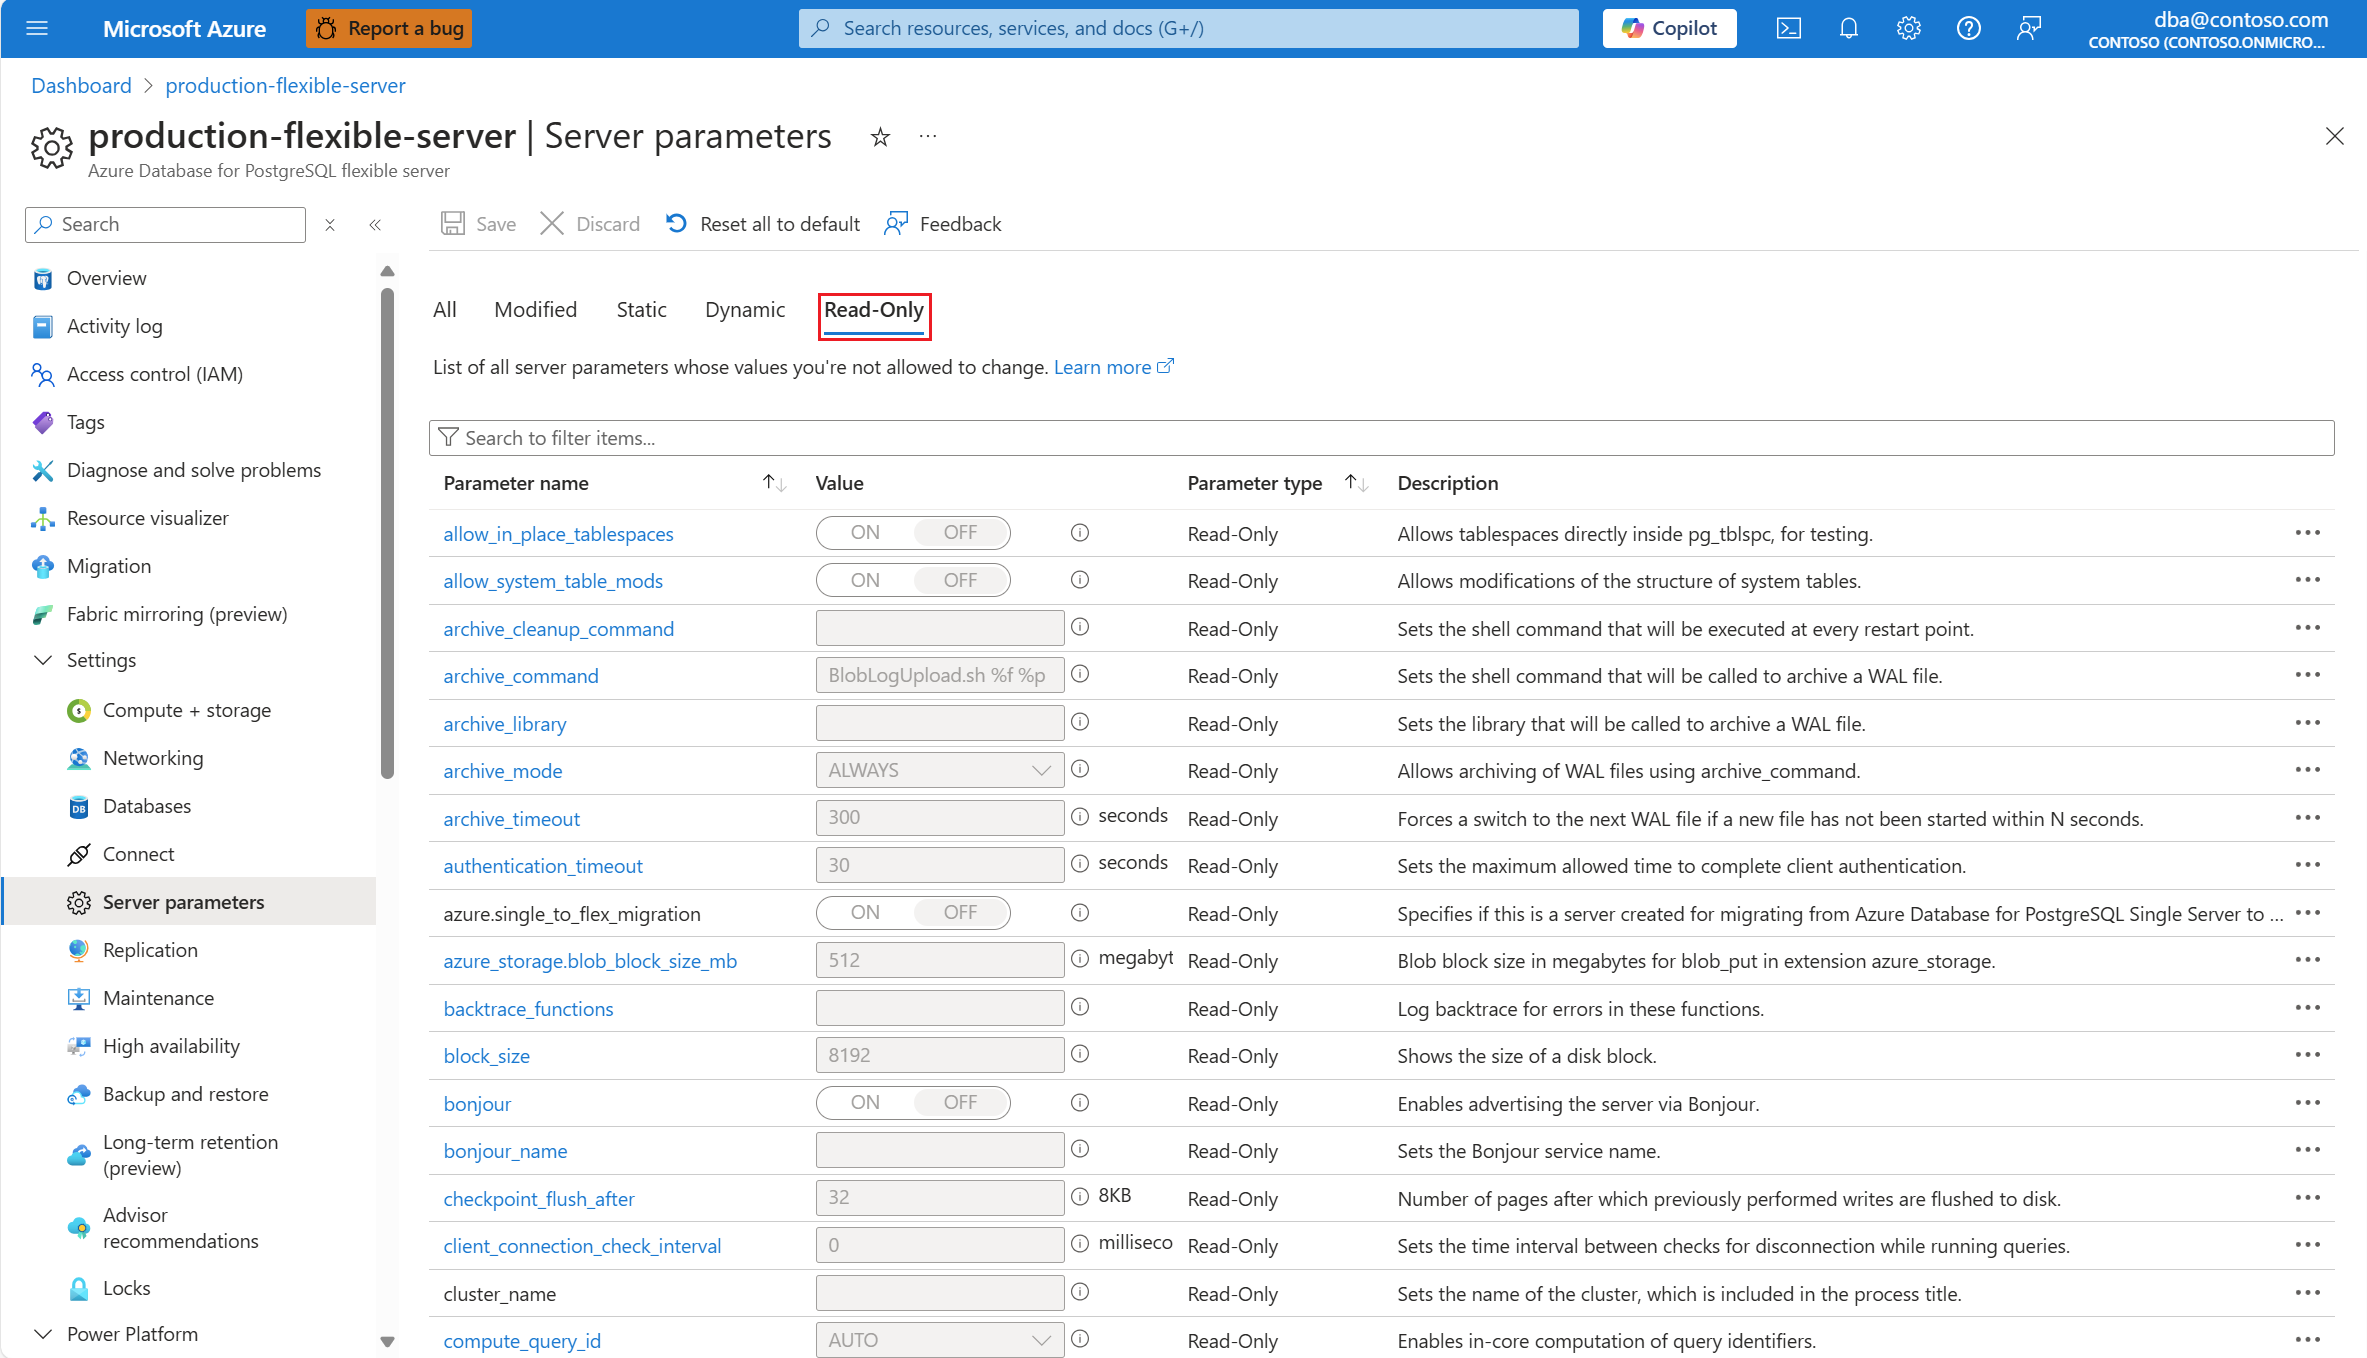 Microsoft Azure
Report a bug
Search resources, services, and docs (G+/)
Copilot
dba@contoso.com
CONTOSO (CONTOSO.ONMICRO...
Dashboard > production-flexible-server
production-flexible-server | Server parameters
Azure Database for PostgreSQL flexible server
Search
Overview
Activity log
Access control (IAM)
Tags
Diagnose and solve problems
Resource visualizer
Migration
Fabric mirroring (preview)
Settings
Compute + storage
Networking
Databases
Connect
Server parameters
Replication
Maintenance
High availability
Backup and restore
Long-term retention
(preview)
Advisor
recommendations
Locks
Power Platform
Save Discard Reset all to default Feedback
All Modified Static Dynamic Read-Only
List of all server parameters whose values you're not allowed to change. Learn more
Search to filter items...
Parameter name Value Parameter type Description
allow_in_place_tablespaces ON OFF Read-Only Allows tablespaces directly inside pg_tblspc, for testing.
allow_system_table_mods ON OFF Read-Only Allows modifications of the structure of system tables.
archive_cleanup_command Read-Only Sets the shell command that will be executed at every restart point.
archive_command BlobLogUpload.sh %f %p Read-Only Sets the shell command that will be called to archive a WAL file.
archive_library Read-Only Sets the library that will be called to archive a WAL file.
archive_mode ALWAYS Read-Only Allows archiving of WAL files using archive_command.
archive_timeout 300 seconds Read-Only Forces a switch to the next WAL file if a new file has not been started within N seconds.
authentication_timeout 30 seconds Read-Only Sets the maximum allowed time to complete client authentication.
azure.single_to_flex_migration ON OFF Read-Only Specifies if this is a server created for migrating from Azure Database for PostgreSQL Single Server to ...
azure_storage.blob_block_size_mb 512 megabyt Read-Only Blob block size in megabytes for blob_put in extension azure_storage.
backtrace_functions Read-Only Log backtrace for errors in these functions.
block_size 8192 Read-Only Shows the size of a disk block.
bonjour ON OFF Read-Only Enables advertising the server via Bonjour.
bonjour_name Read-Only Sets the Bonjour service name.
checkpoint_flush_after 32 8KB Read-Only Number of pages after which previously performed writes are flushed to disk.
client_connection_check_interval 0 milliseco Read-Only Sets the time interval between checks for disconnection while running queries.
cluster_name Read-Only Sets the name of the cluster, which is included in the process title.
compute_query_id AUTO Read-Only Enables in-core computation of query identifiers.